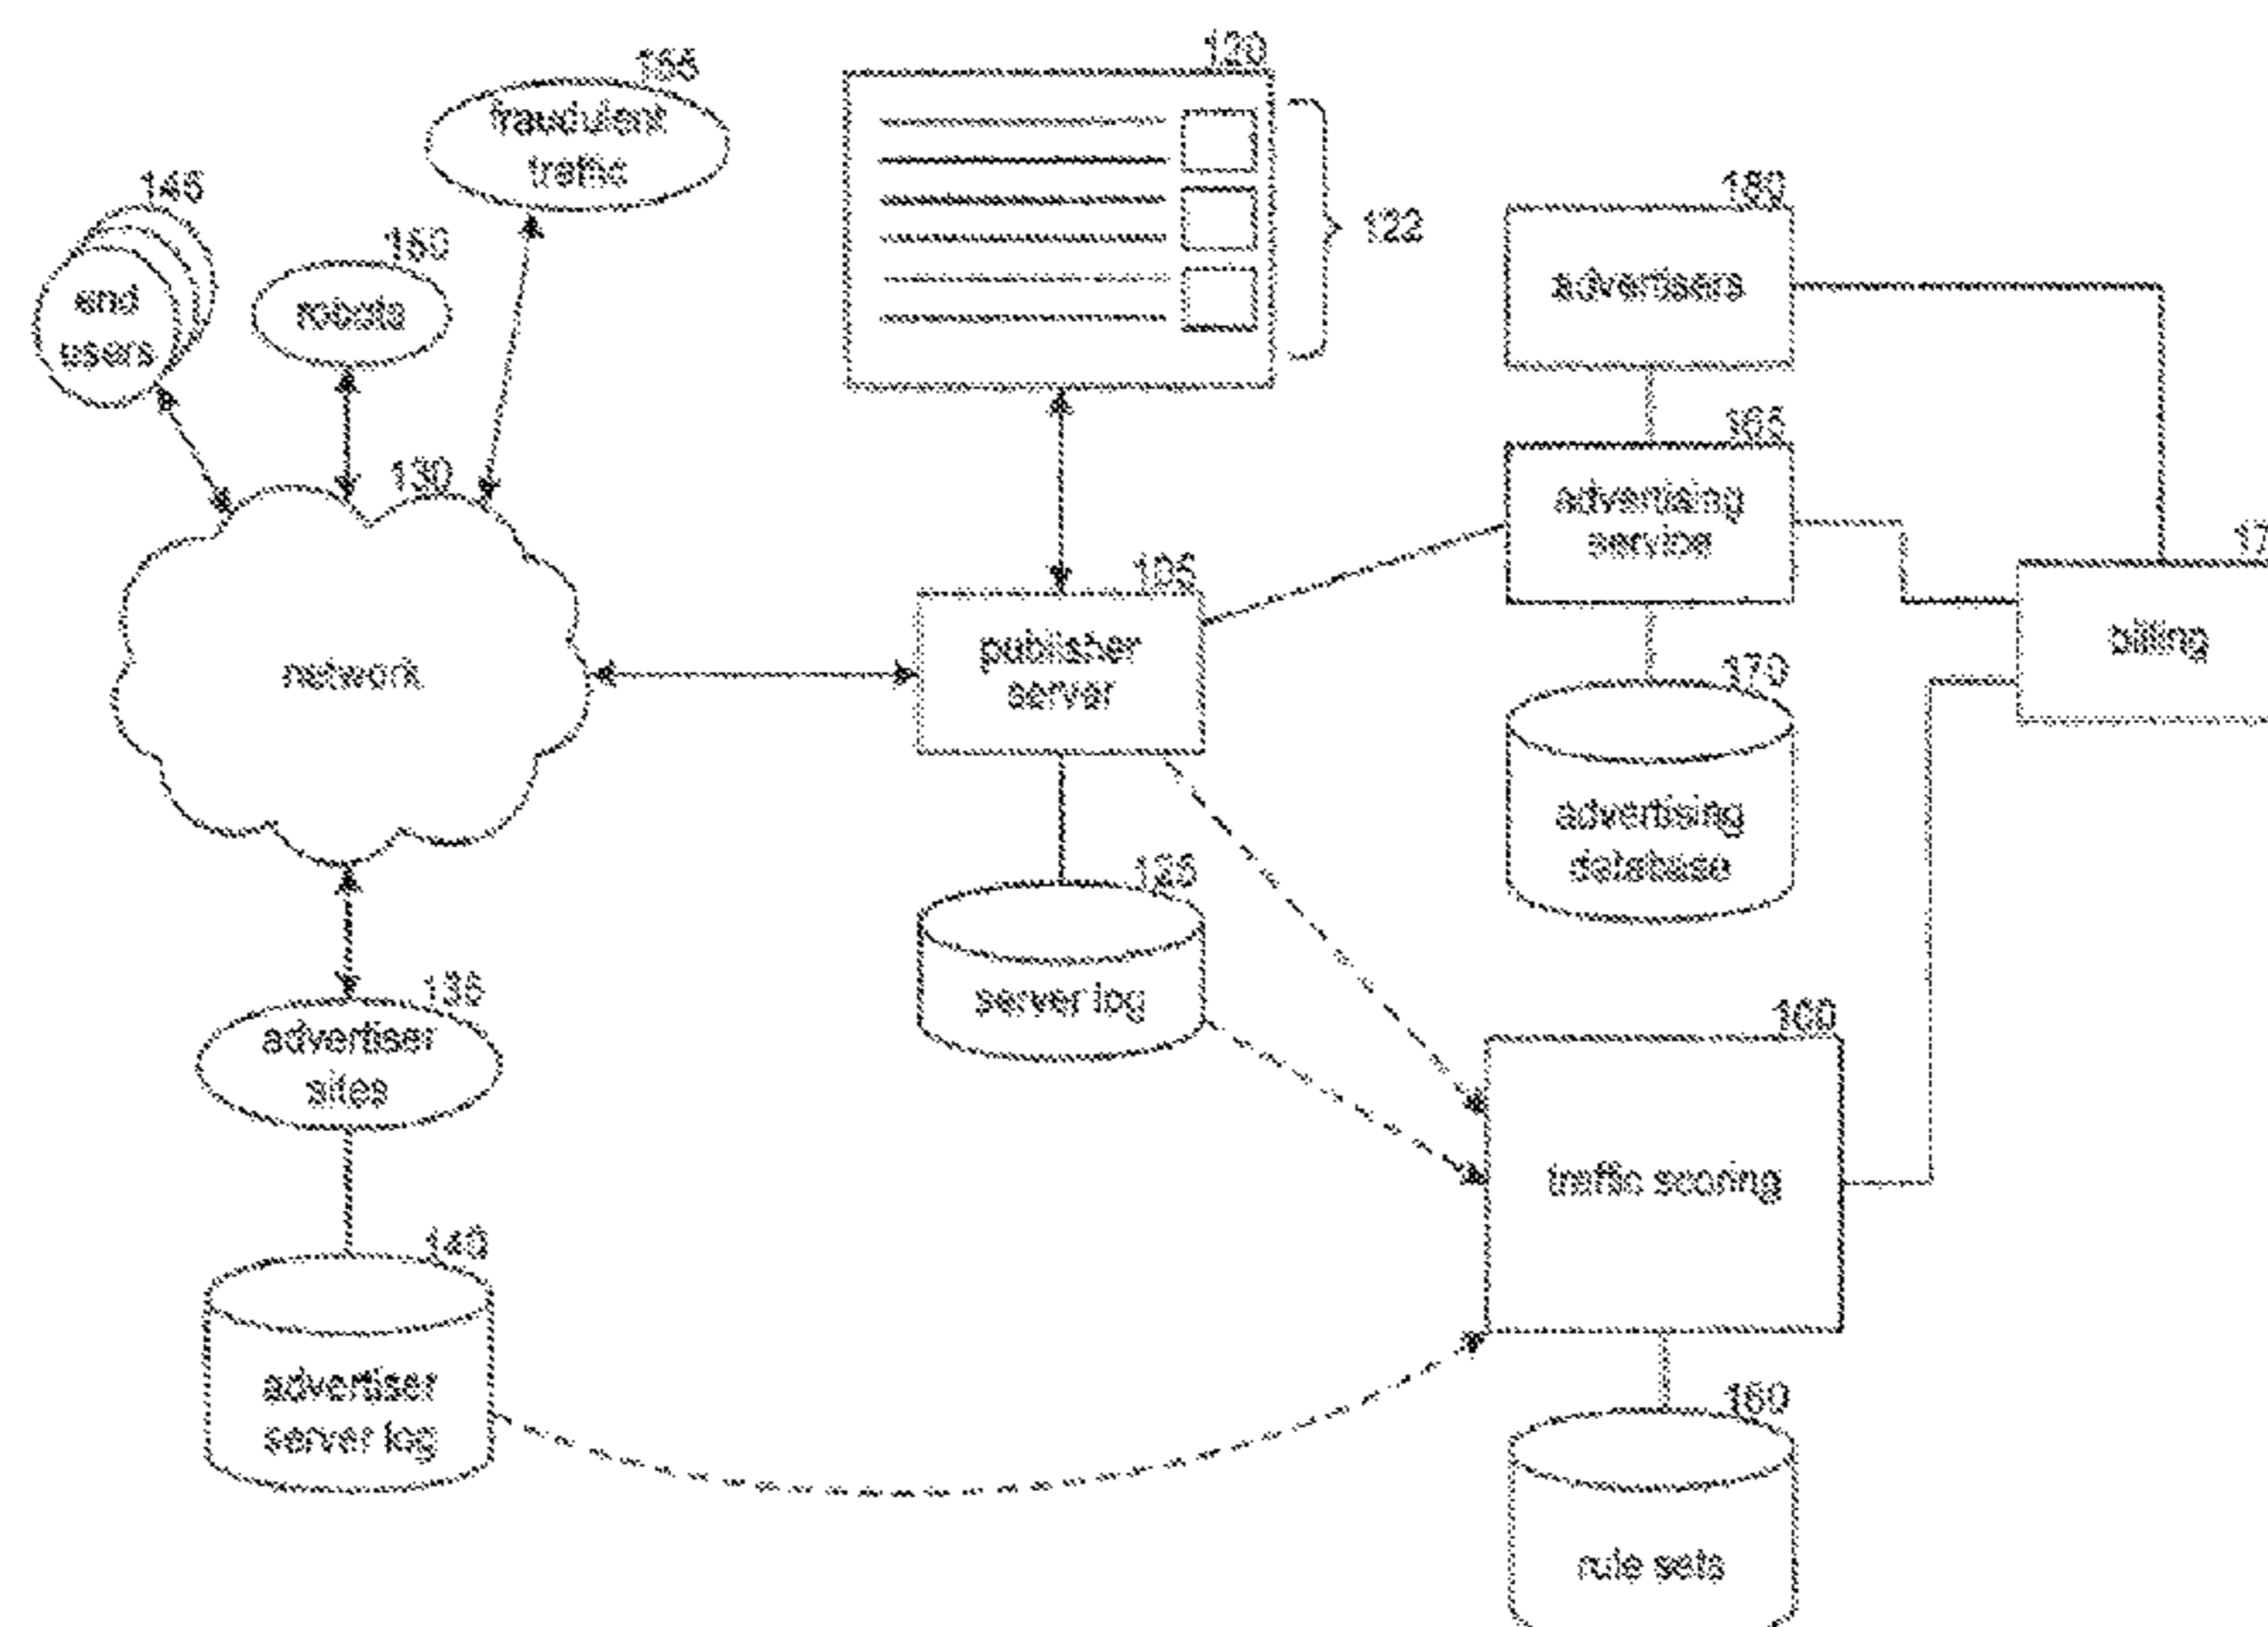 120
155
fraudulent
traffic
145
180
150
122
end
users
robots
advertisers
165
130
advertising
service
105
billing
publisher
server
network
170
advertising
database
125
server log
135
advertiser
sites
traffic scoring
140
advertiser
server log
rule sets